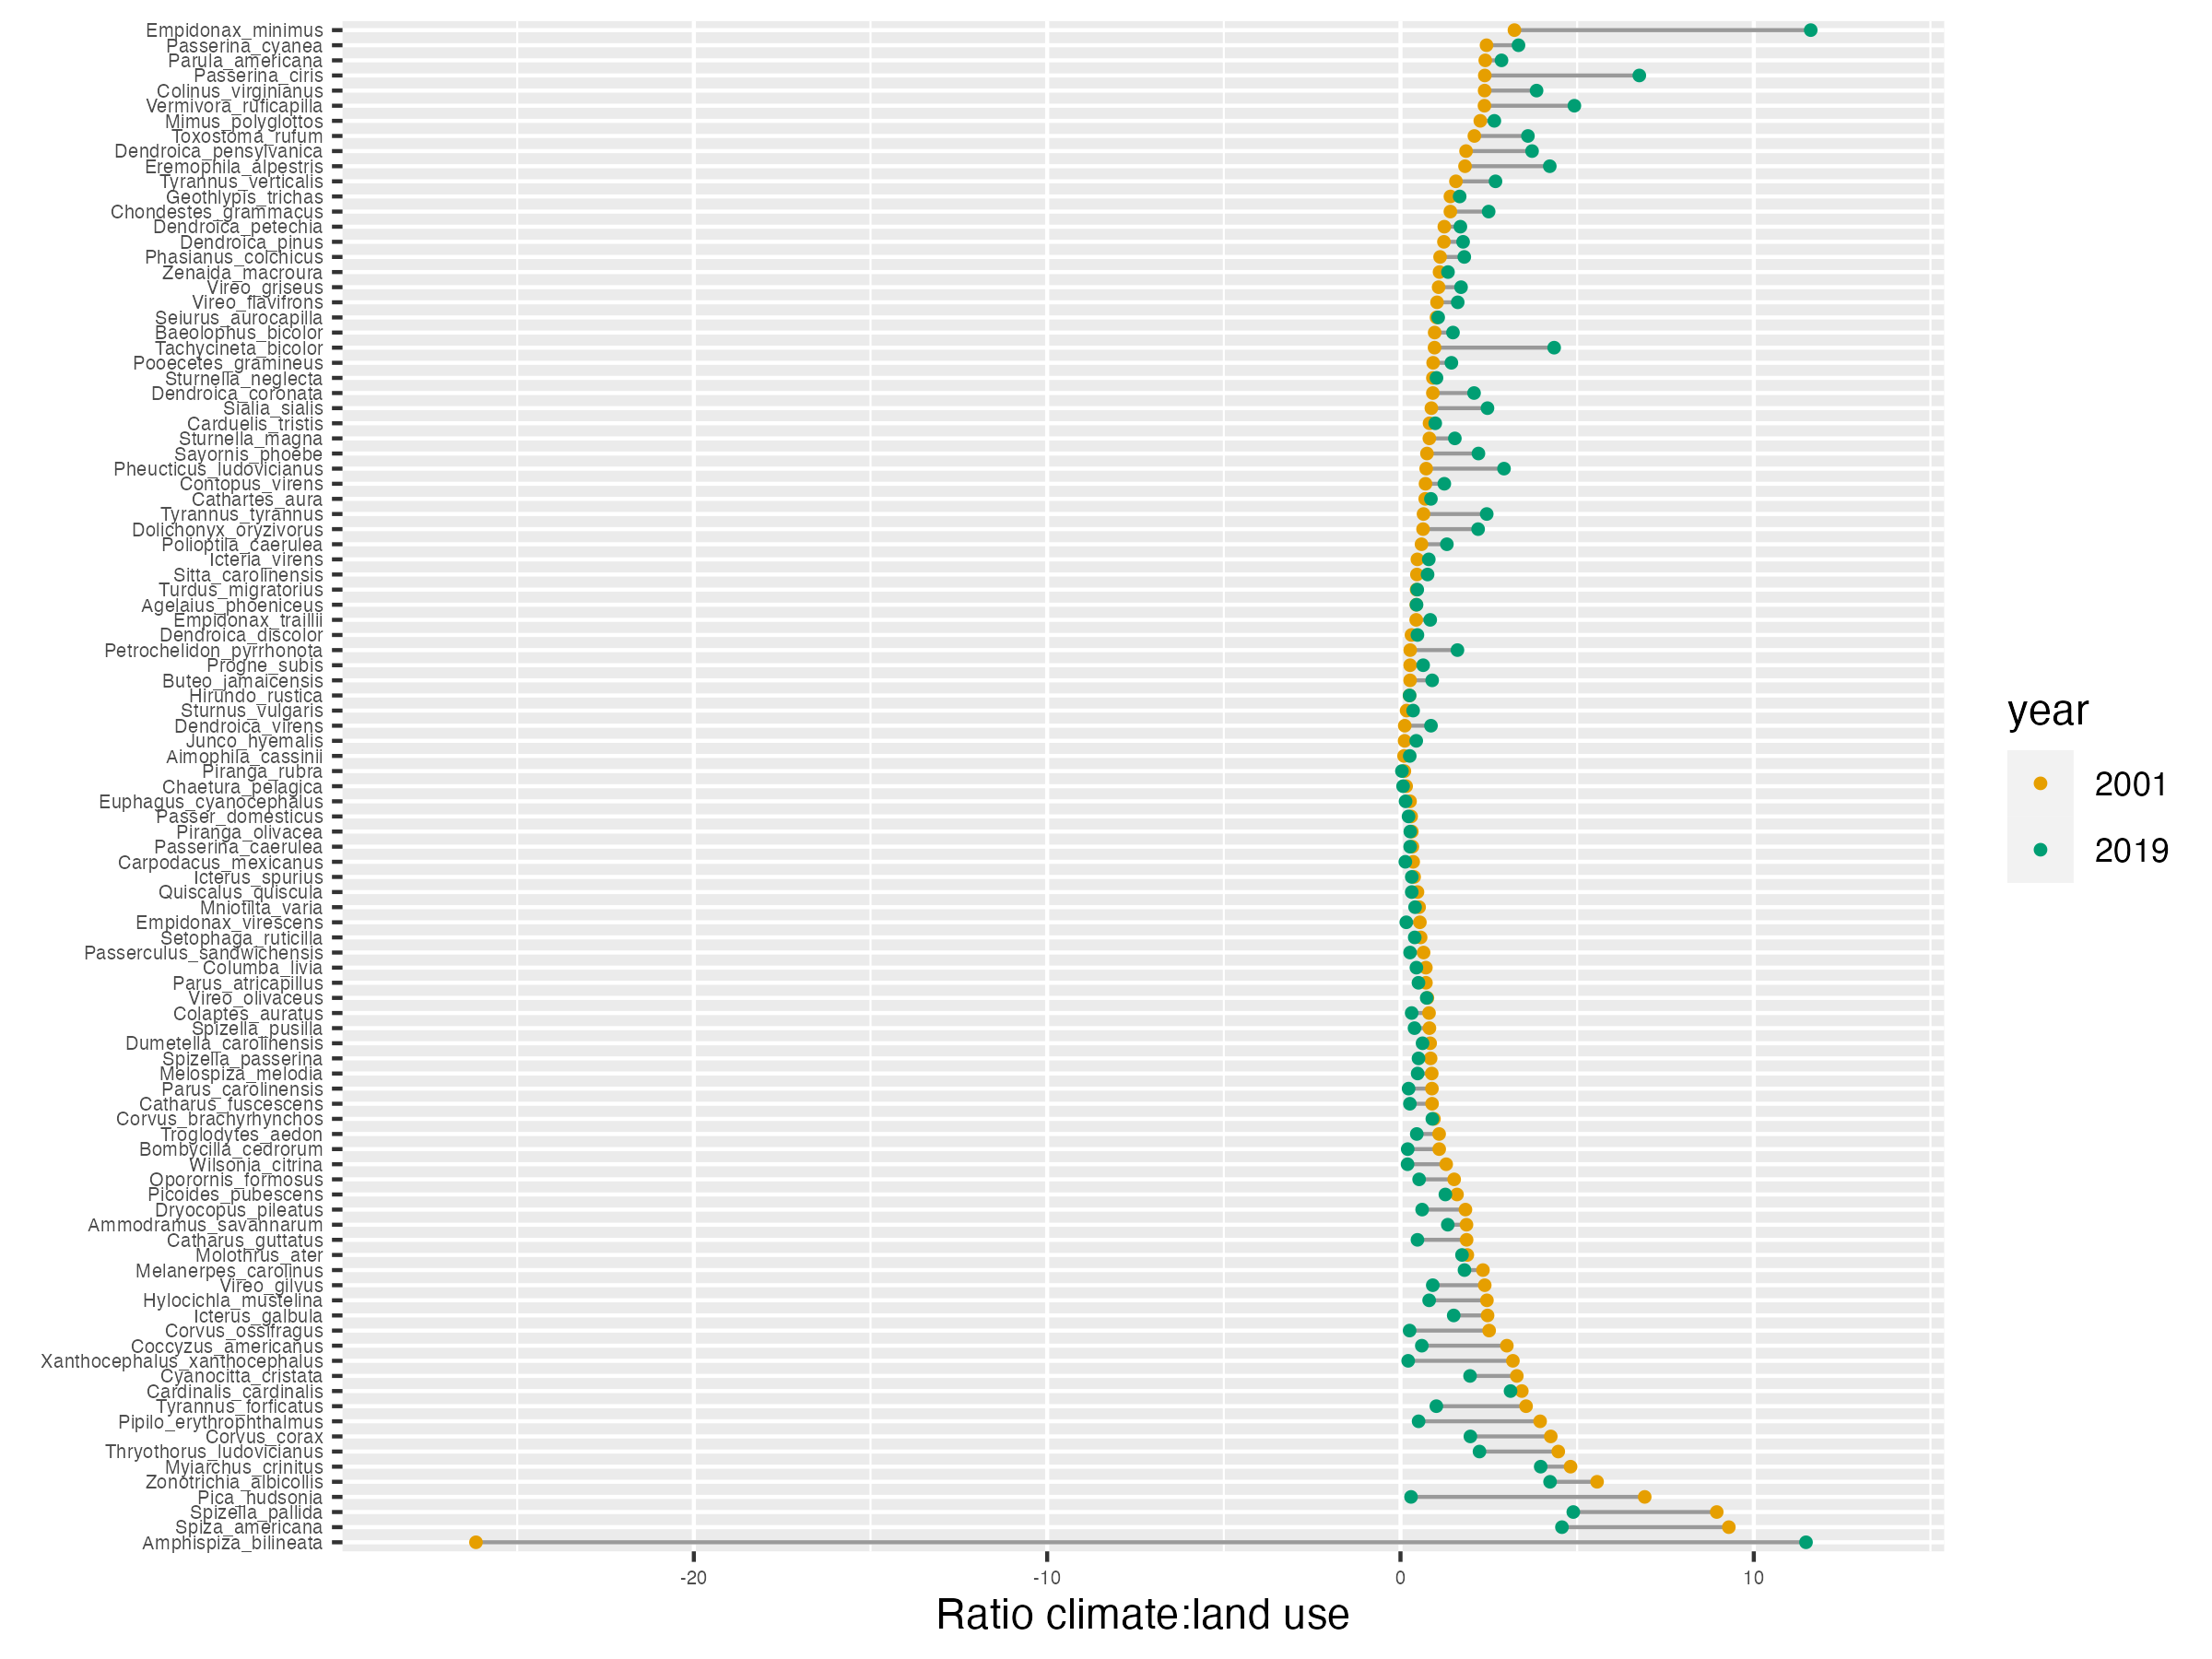 Empidonax_minimus
Passerina_cyanea
Parula_americana
Passerina_ciris
Colinus_virginianus
Vermivora_ruficapilla
Mimus_polyglottos
Toxostoma_rufum
Dendroica_pensylvanica
Eremophila_alpestris
Tyrannus_verticalis
Geothlypis_trichas
Chondestes_grammacus
Dendroica_petechia
Dendroica_pinus
Phasianus_colchicus
Zenaida_macroura
Vireo_griseus
Vireo_flavifrons
Seiurus_aurocapilla
Baeolophus_bicolor
Tachycineta_bicolor
Pooecetes_gramineus
Sturnella_neglecta
Dendroica_coronata
Sialia_sialis
Carduelis_tristis
Sturnella_magna
Sayornis_phoebe
Pheucticus_ludovicianus
Contopus_virens
Cathartes_aura
Tyrannus_tyrannus
Dolichonyx_oryzivorus
Polioptila_caerulea
Icteria_virens
Sitta_carolinensis
Turdus_migratorius
Agelaius_phoeniceus
Empidonax_traillii
Dendroica_discolor
Petrochelidon_pyrrhonota
Progne_subis
Buteo_jamaicensis
Hirundo_rustica
Sturnus_vulgaris
Dendroica_virens
Junco_hyemalis
Aimophila_cassinii
Piranga_rubra
Chaetura_pelagica
Euphagus_cyanocephalus
Passer_domesticus
Piranga_olivacea
Passerina_caerulea
Carpodacus_mexicanus
Icterus_spurius
Quiscalus_quiscula
Mniotilta_varia
Empidonax_virescens
Setophaga_ruticilla
Passerculus_sandwichensis
Columba_livia
Parus_atricapillus
Vireo_olivaceus
Colaptes_auratus
Spizella_pusilla
Dumetella_carolinensis
Spizella_passerina
Melospiza_melodia
Parus_carolinensis
Catharus_fuscescens
Corvus_brachyrhynchos
Troglodytes_aedon
Bombycilla_cedrorum
Wilsonia_citrina
Oporornis_formosus
Picoides_pubescens
Dryocopus_pileatus
Ammodramus_savannarum
Catharus_guttatus
Molothrus_ater
Melanerpes_carolinus
Vireo_gilvus
Hylocichla_mustelina
Icterus_galbula
Corvus_ossifragus
Coccyzus_americanus
Xanthocephalus_xanthocephalus
Cyanocitta_cristata
Cardinalis_cardinalis
Tyrannus_forficatus
Pipilo_erythrophthalmus
Corvus_corax
Thryothorus_ludovicianus
Myiarchus_crinitus
Zonotrichia_albicollis
Pica_hudsonia
Spizella_pallida
Spiza_americana
Amphispiza_bilineata
-20 -10 0 10
Ratio climate:land use
year
2001
2019